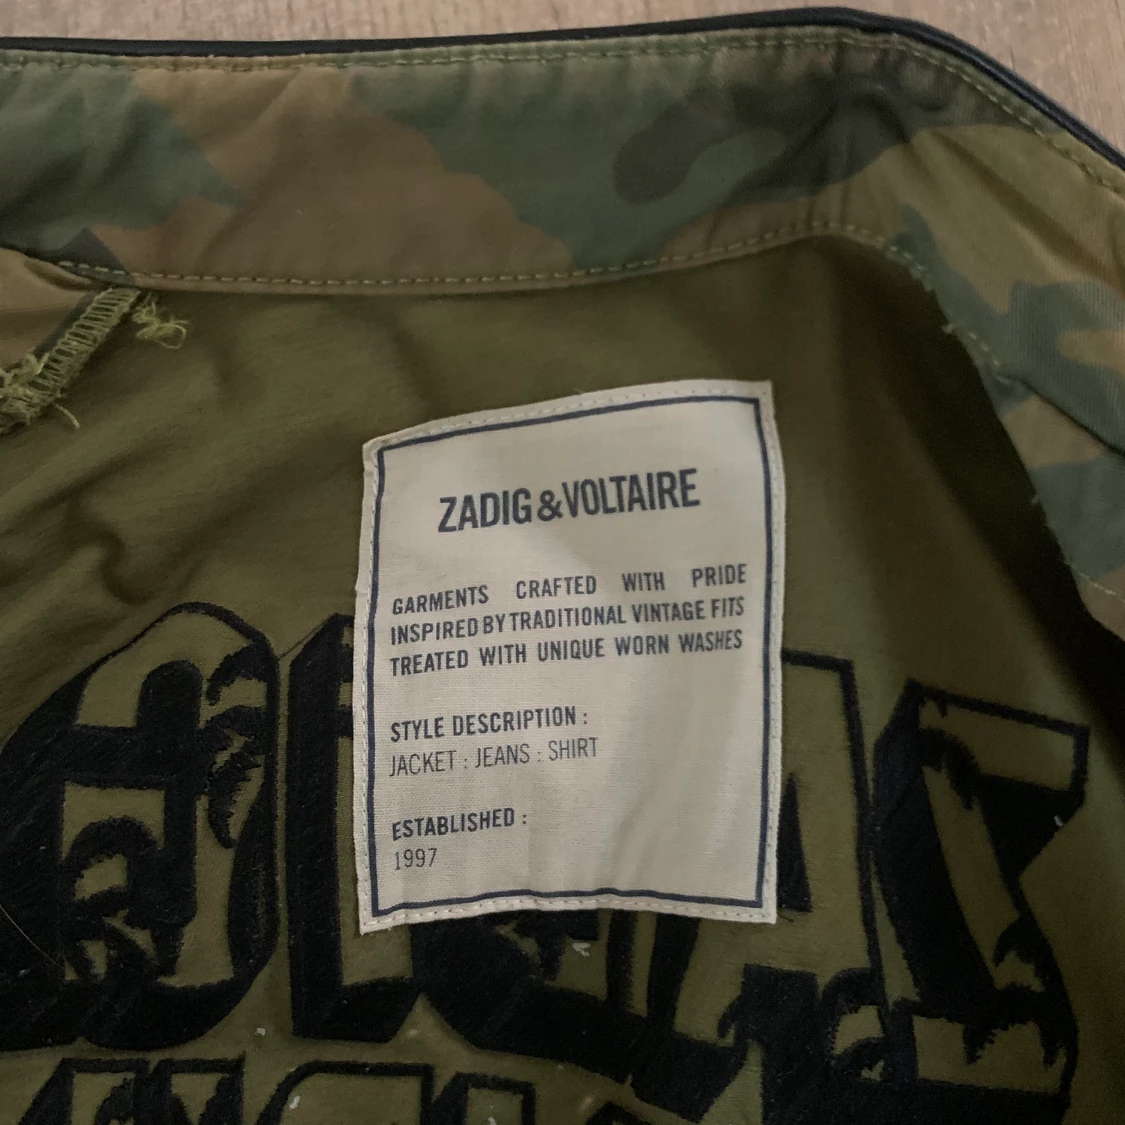 ZADIG&VOLTAIRE
GARMENTS CRAFTED WITH PRIDE
INSPIRED BY TRADITIONAL VINTAGE FITS
TREATED WITH UNIQUE WORN WASHES
STYLE DESCRIPTION :
JACKET : JEANS : SHIRT
ESTABLISHED :
1997